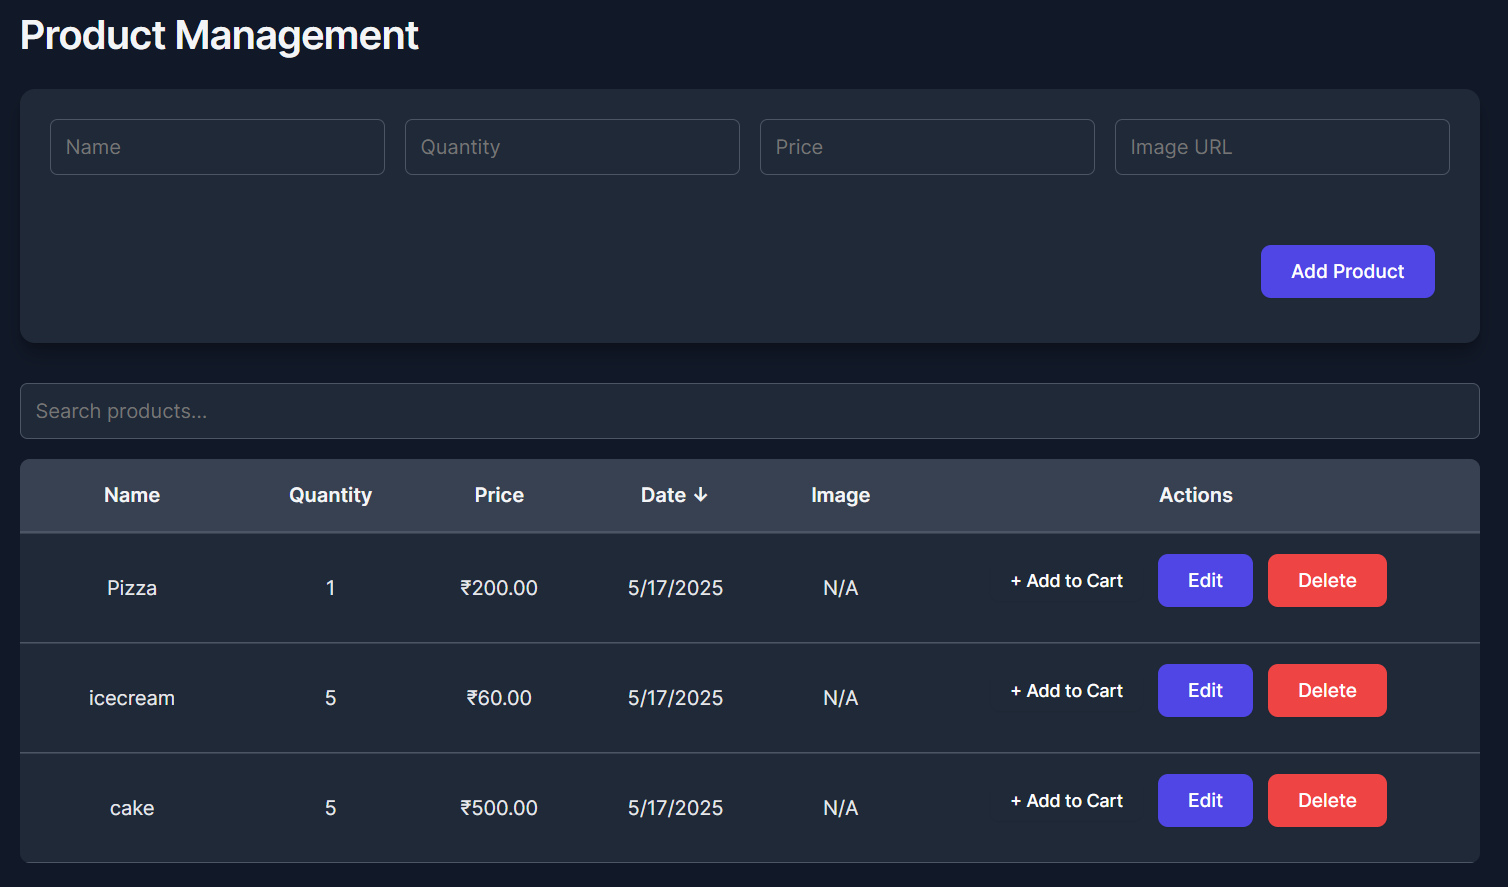 Product Management
Name Quantity Price Image URL
Add Product
Search products...
Name Quantity Price Date ↓ Image Actions
Pizza 1 ₹200.00 5/17/2025 N/A + Add to Cart Edit Delete
icecream 5 ₹60.00 5/17/2025 N/A + Add to Cart Edit Delete
cake 5 ₹500.00 5/17/2025 N/A + Add to Cart Edit Delete